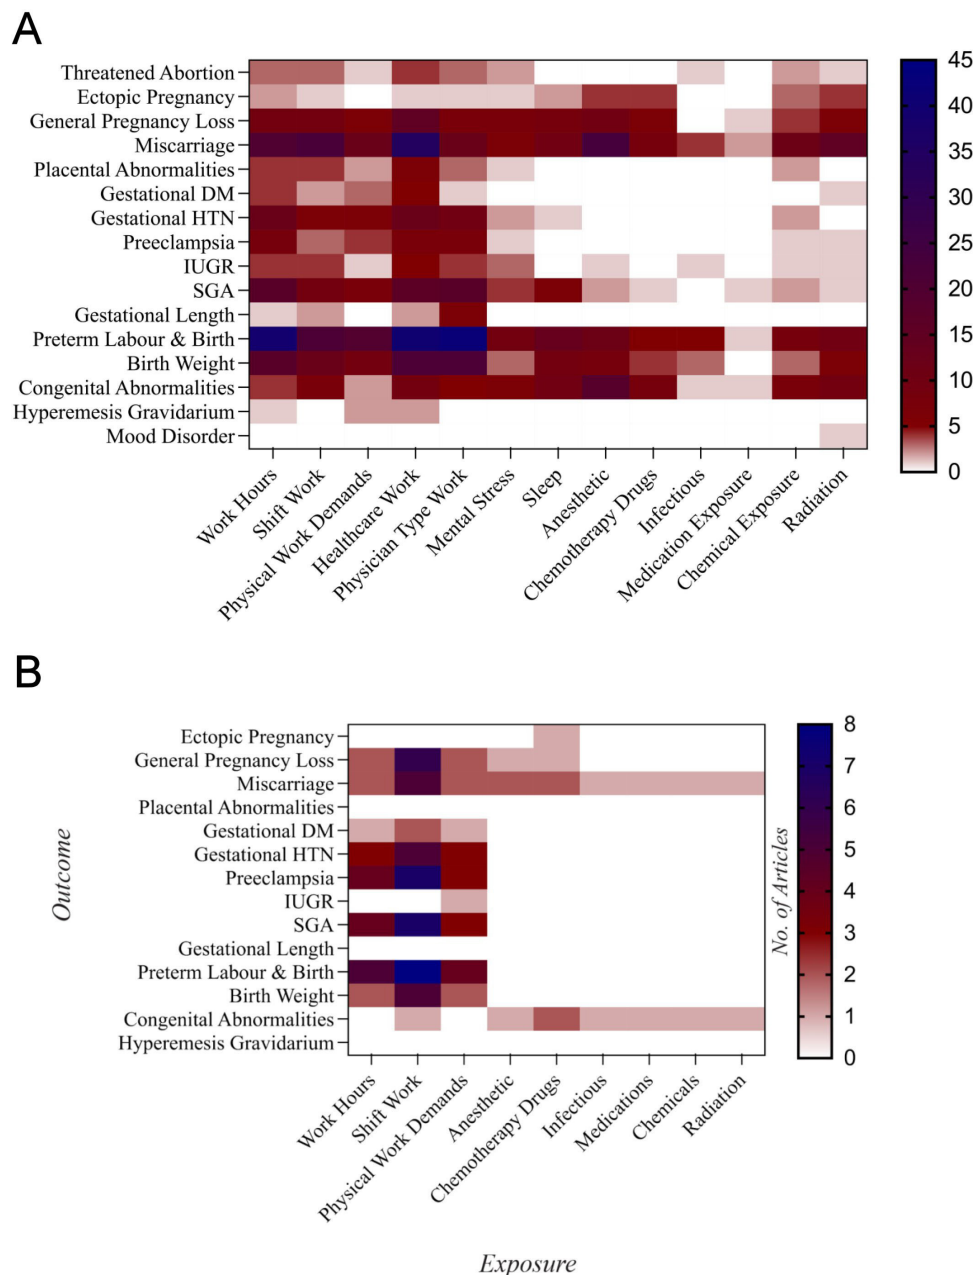 A
Threatened Abortion
Ectopic Pregnancy
General Pregnancy Loss
Miscarriage
Placental Abnormalities
Gestational DM
Gestational HTN
Preeclampsia
IUGR
SGA
Gestational Length
Preterm Labour & Birth
Birth Weight
Congenital Abnormalities
Hyperemesis Gravidarium
Mood Disorder
Work Hours
Shift Work
Physical Work Demands
Healthcare Work
Physician Type Work
Mental Stress
Sleep
Anesthetic
Chemotherapy Drugs
Infectious
Medication Exposure
Chemical Exposure
Radiation
45
40
35
30
25
20
15
10
5
0
B
Outcome
Ectopic Pregnancy
General Pregnancy Loss
Miscarriage
Placental Abnormalities
Gestational DM
Gestational HTN
Preeclampsia
IUGR
SGA
Gestational Length
Preterm Labour & Birth
Birth Weight
Congenital Abnormalities
Hyperemesis Gravidarium
Work Hours
Shift Work
Physical Work Demands
Anesthetic
Chemotherapy Drugs
Infectious
Medications
Chemicals
Radiation
No. of Articles
8
7
6
5
4
3
2
1
0
Exposure